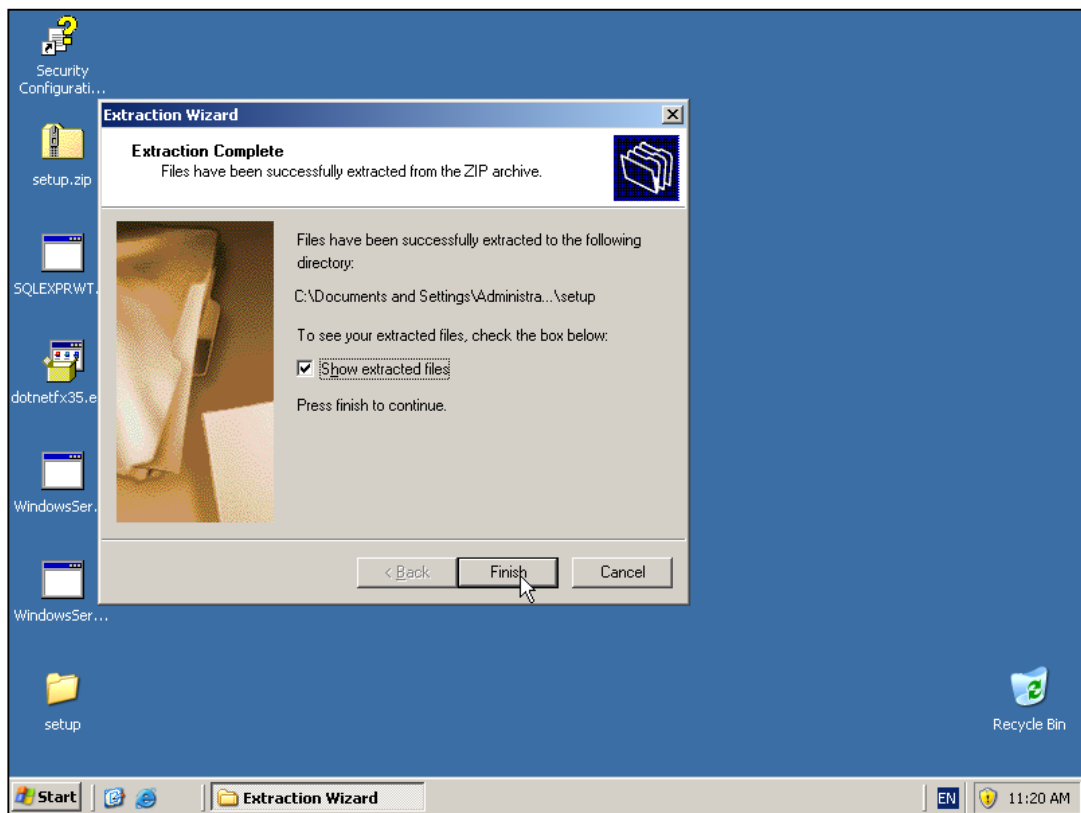 Security
Configurati...
setup.zip
SQLEXPRWT.
dotnetfx35.e
WindowsSer.
WindowsSer...
setup
Extraction Wizard
Extraction Complete
Files have been successfully extracted from the ZIP archive.
Files have been successfully extracted to the following
directory:
C:\Documents and Settings\Administra...\setup
To see your extracted files, check the box below:
Show extracted files
Press finish to continue.
< Back
Finish
Cancel
Recycle Bin
Start
Extraction Wizard
EN
11:20 AM